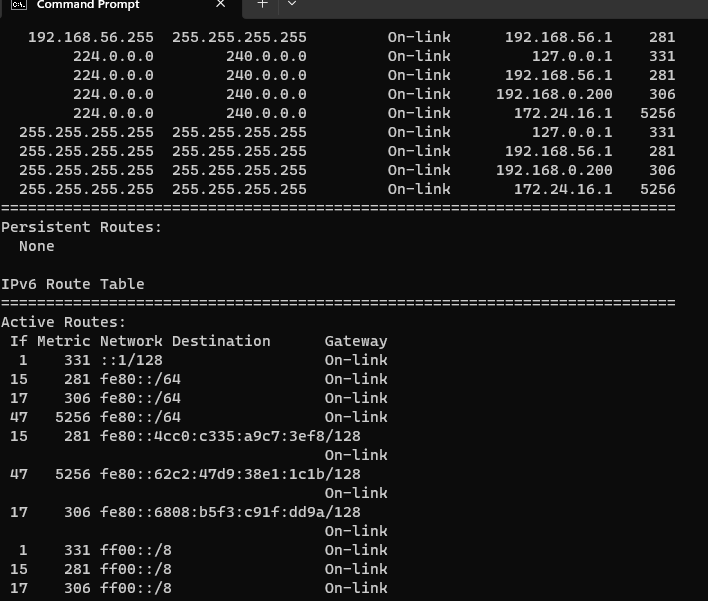 Command Prompt
192.168.56.255  255.255.255.255         On-link      192.168.56.1    281
224.0.0.0        240.0.0.0         On-link         127.0.0.1    331
224.0.0.0        240.0.0.0         On-link      192.168.56.1    281
224.0.0.0        240.0.0.0         On-link     192.168.0.200    306
224.0.0.0        240.0.0.0         On-link       172.24.16.1   5256
255.255.255.255  255.255.255.255         On-link         127.0.0.1    331
255.255.255.255  255.255.255.255         On-link      192.168.56.1    281
255.255.255.255  255.255.255.255         On-link     192.168.0.200    306
255.255.255.255  255.255.255.255         On-link       172.24.16.1   5256
===========================================================================
Persistent Routes:
None
IPv6 Route Table
===========================================================================
Active Routes:
If Metric Network Destination      Gateway
1    331 ::1/128                  On-link
15    281 fe80::/64                On-link
17    306 fe80::/64                On-link
47   5256 fe80::/64                On-link
15    281 fe80::4cc0:c335:a9c7:3ef8/128
On-link
47   5256 fe80::62c2:47d9:38e1:1c1b/128
On-link
17    306 fe80::6808:b5f3:c91f:dd9a/128
On-link
1    331 ff00::/8                 On-link
15    281 ff00::/8                 On-link
17    306 ff00::/8                 On-link